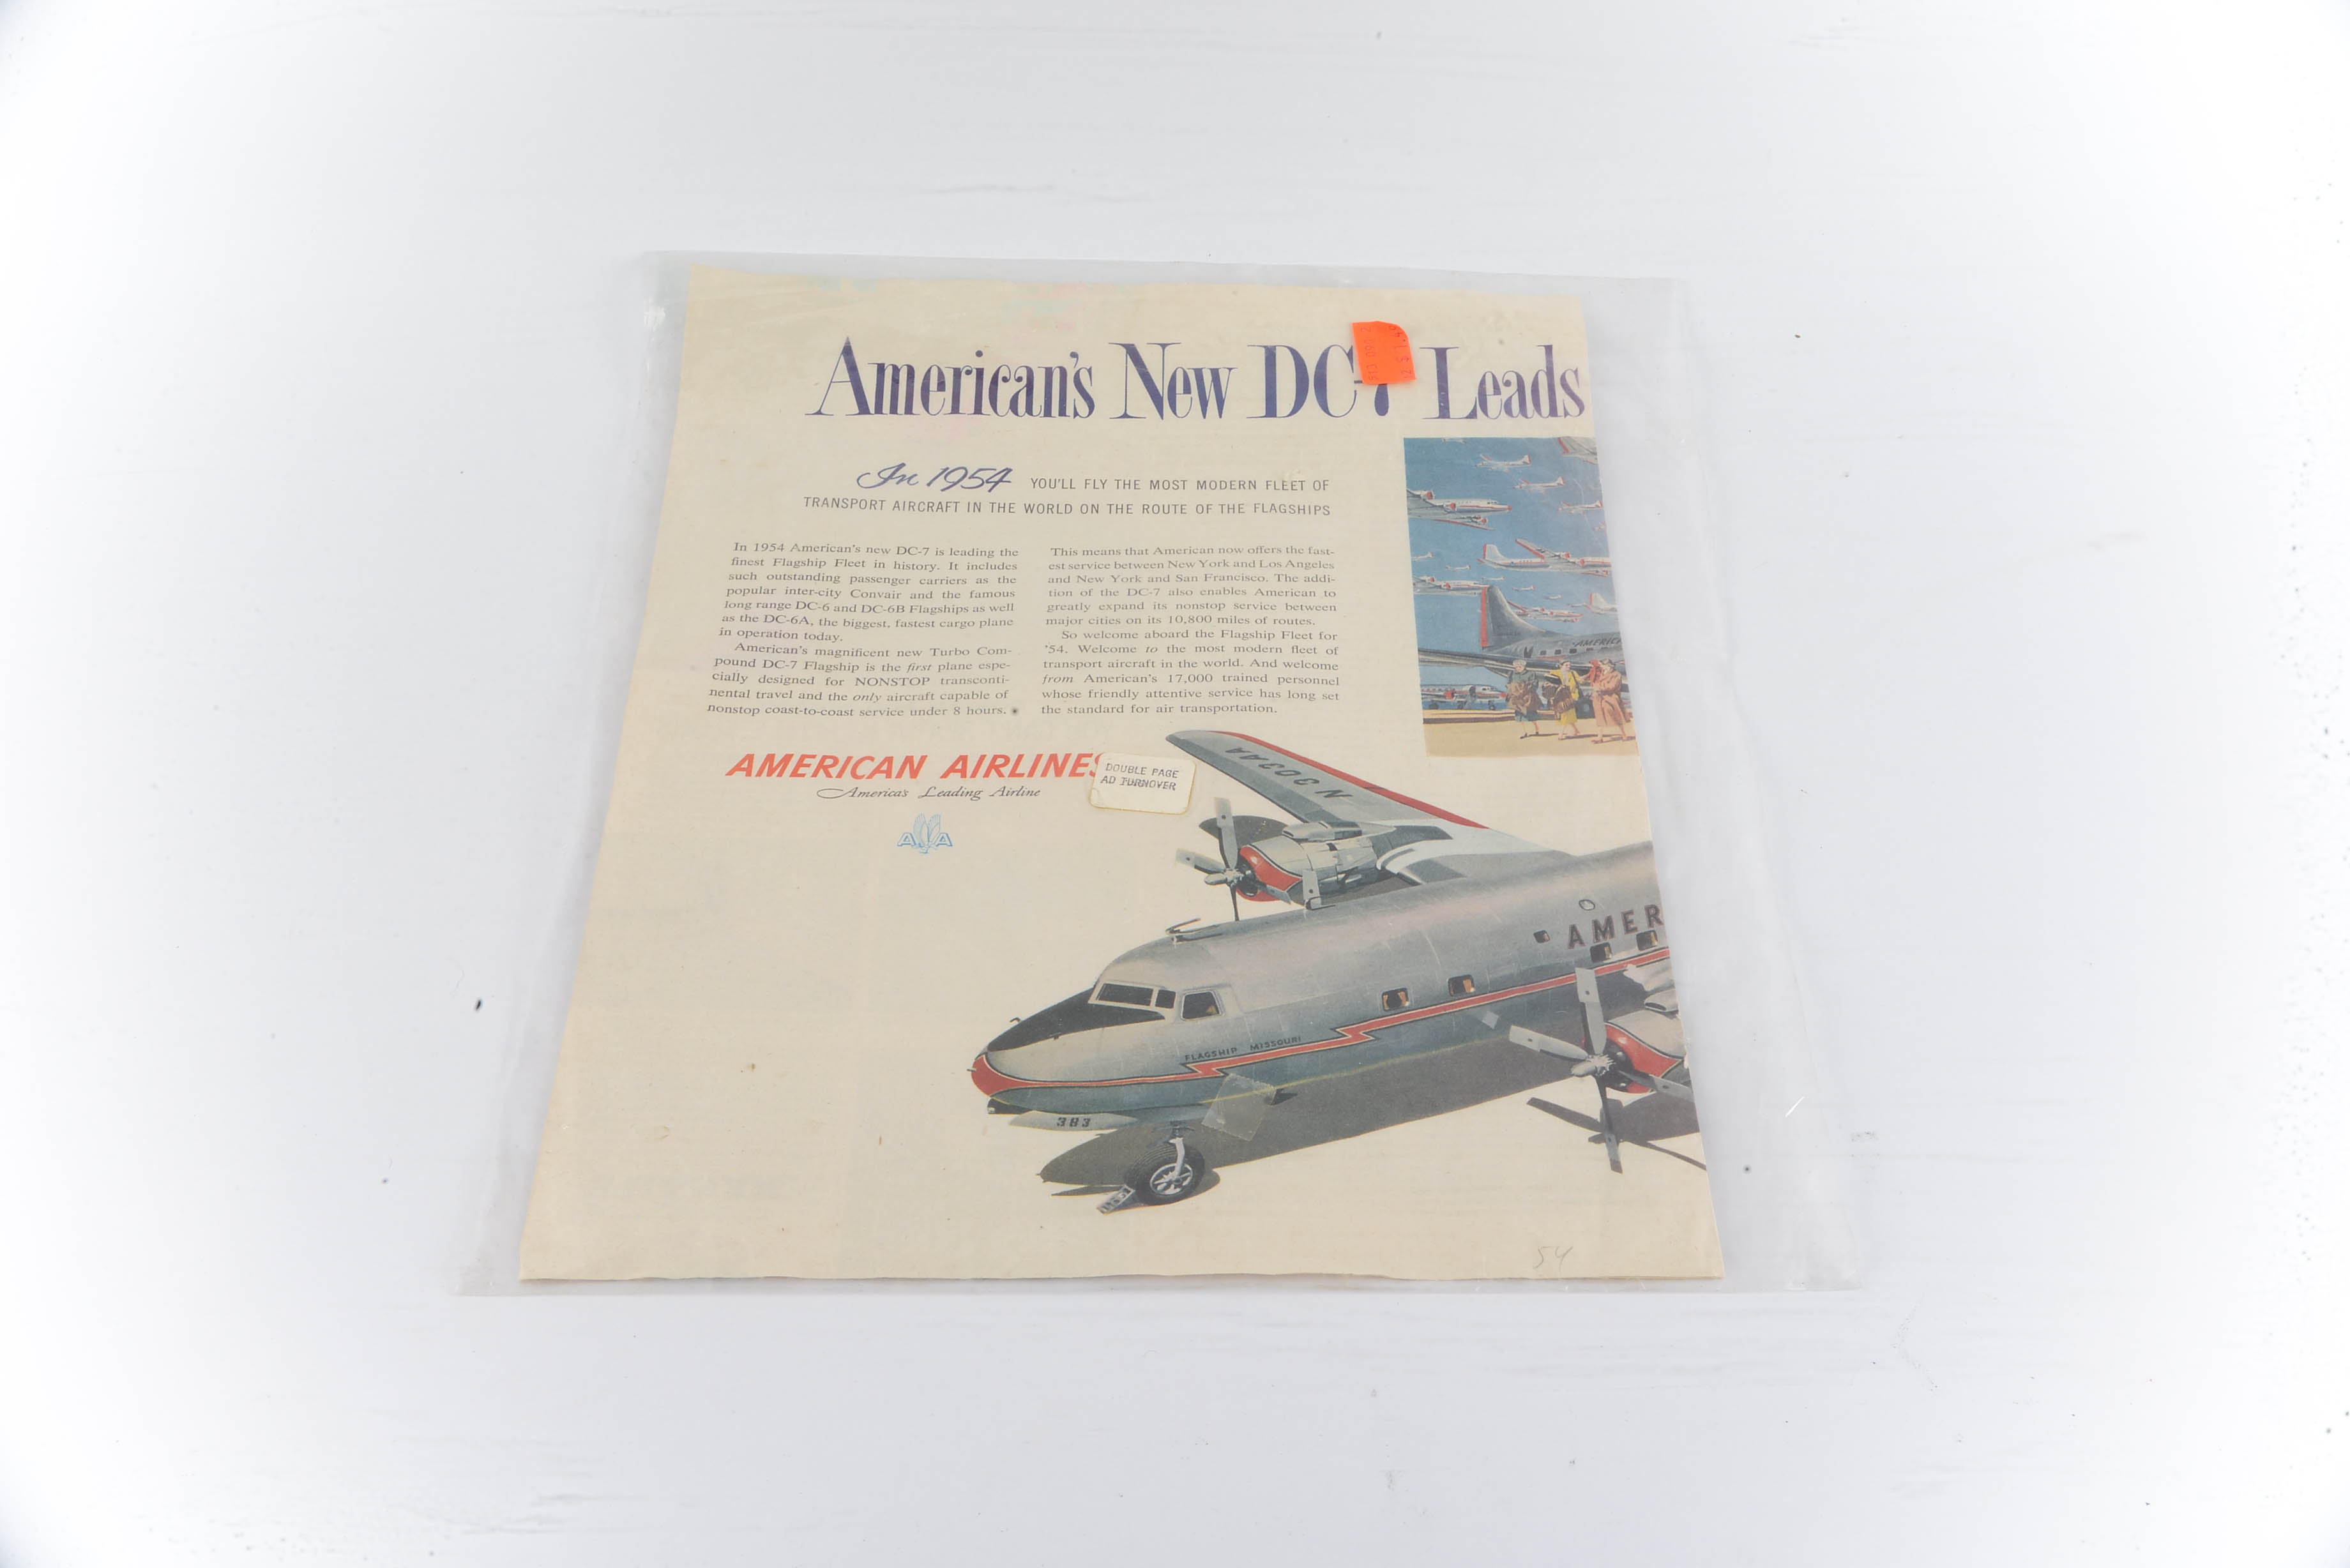 American's New DC-7 Leads
In 1954 YOU'LL FLY THE MOST MODERN FLEET OF
TRANSPORT AIRCRAFT IN THE WORLD ON THE ROUTE OF THE FLAGSHIPS
In 1954 American's new DC-7 is leading the
finest Flagship Fleet in history. It includes
such outstanding passenger carriers as the
popular inter-city Convair and the famous
long range DC-6 and DC-6B Flagships as well
as the DC-6A, the biggest, fastest cargo plane
in operation today.
American's magnificent new Turbo Com-
pound DC-7 Flagship is the first plane espe-
cially designed for NONSTOP transconti-
nental travel and the only aircraft capable of
nonstop coast-to-coast service under 8 hours.
This means that American now offers the fast-
est service between New York and Los Angeles
and New York and San Francisco. The addi-
tion of the DC-7 also enables American to
greatly expand its nonstop service between
major cities on its 10,800 miles of routes.
So welcome aboard the Flagship Fleet for
'54. Welcome to the most modern fleet of
transport aircraft in the world. And welcome
from American's 17,000 trained personnel
whose friendly attentive service has long set
the standard for air transportation.
AMERICAN
AMERICAN AIRLINES
America's Leading Airline
A A
DOUBLE PAGE
AD TURNOVER
N303AA
AMER
FLAGSHIP MISSOURI
383
54